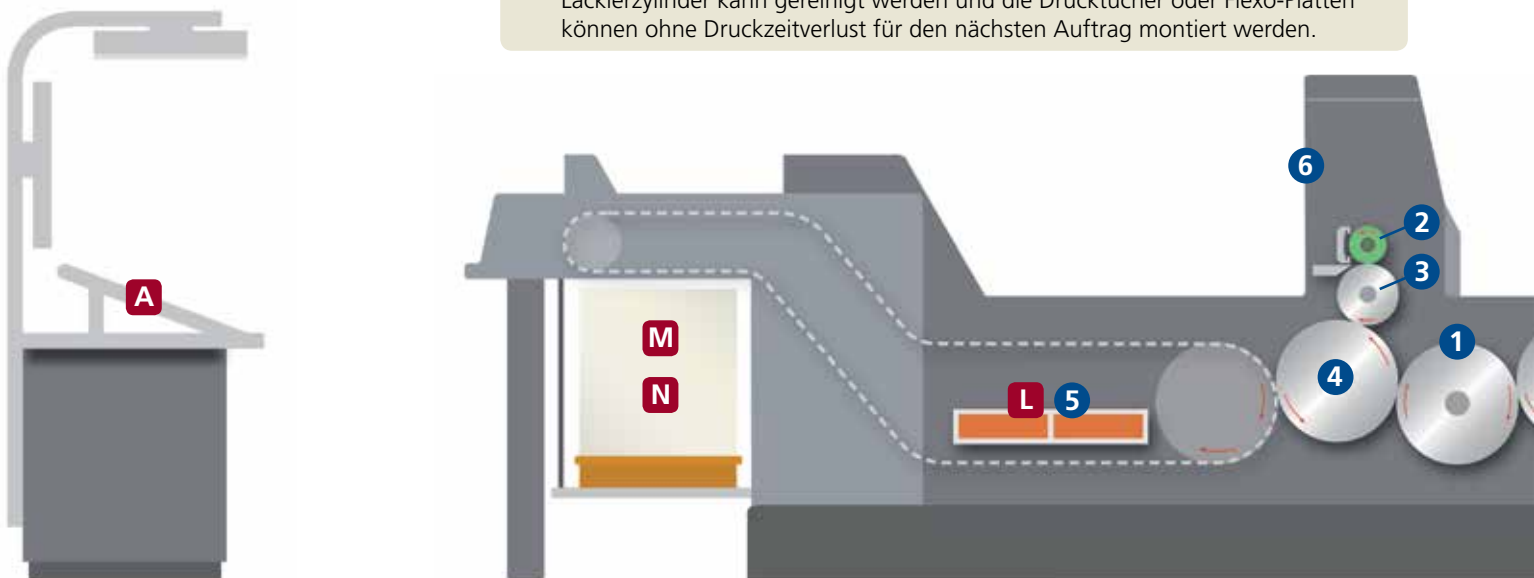 Lackierzylinder kann gereinigt werden und die Drucktücher oder Flexo-Platten
können ohne Druckzeitverlust für den nächsten Auftrag montiert werden.
6
2
A
3
M
1
4
N
L 5